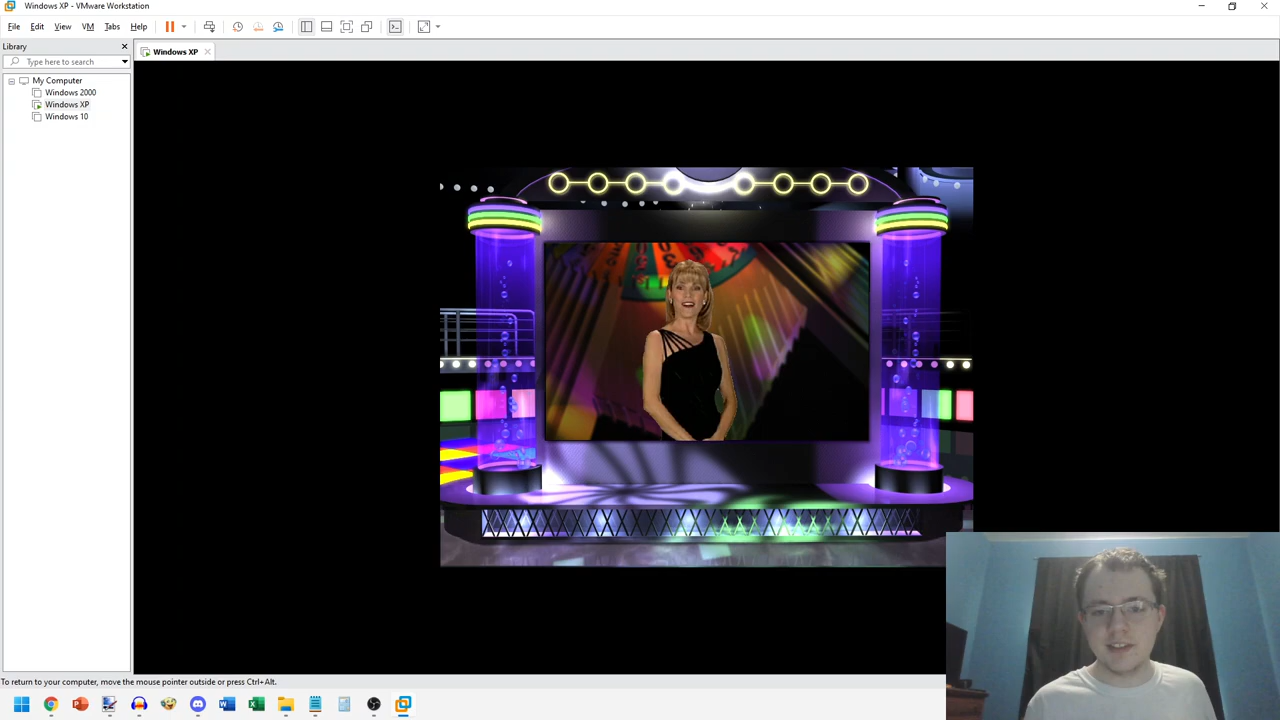 Windows XP - VMware Workstation
File Edit View VM Tabs Help
Library
Type here to search
My Computer
Windows 2000
Windows XP
Windows 10
Windows XP
To return to your computer, move the mouse pointer outside or press Ctrl+Alt.